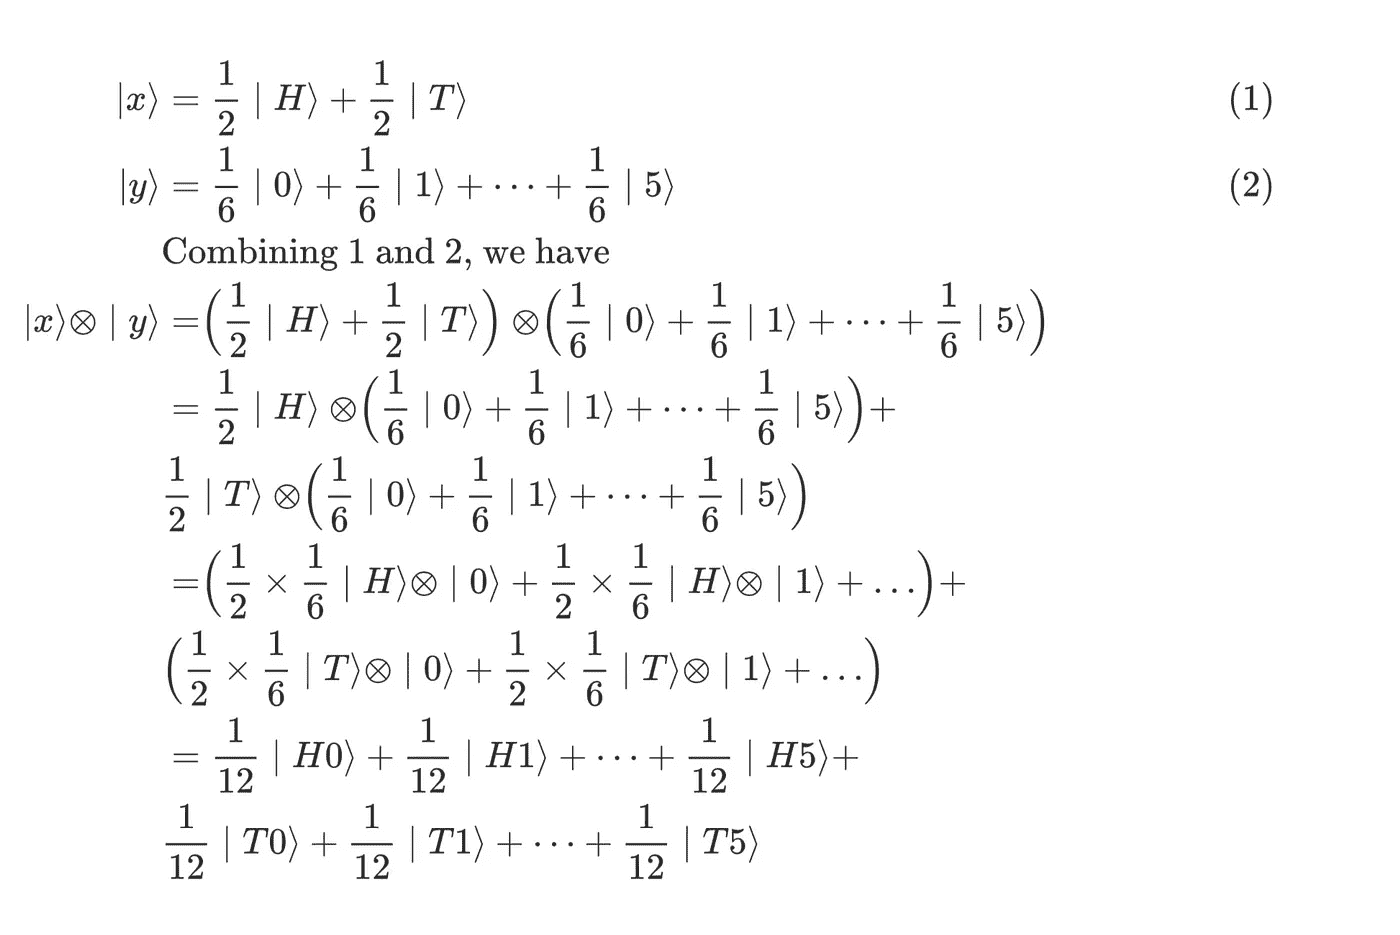 |x⟩ = 1/2 | H⟩ + 1/2 | T⟩ (1)
|y⟩ = 1/6 | 0⟩ + 1/6 | 1⟩ + ⋯ + 1/6 | 5⟩ (2)
Combining 1 and 2, we have
|x⟩⊗ | y⟩ =(1/2 | H⟩ + 1/2 | T⟩) ⊗(1/6 | 0⟩ + 1/6 | 1⟩ + ⋯ + 1/6 | 5⟩)
= 1/2 | H⟩ ⊗(1/6 | 0⟩ + 1/6 | 1⟩ + ⋯ + 1/6 | 5⟩)+
1/2 | T⟩ ⊗(1/6 | 0⟩ + 1/6 | 1⟩ + ⋯ + 1/6 | 5⟩)
=(1/2 × 1/6 | H⟩⊗ | 0⟩ + 1/2 × 1/6 | H⟩⊗ | 1⟩ + …)+
(1/2 × 1/6 | T⟩⊗ | 0⟩ + 1/2 × 1/6 | T⟩⊗ | 1⟩ + …)
= 1/12 | H0⟩ + 1/12 | H1⟩ + ⋯ + 1/12 | H5⟩+
1/12 | T0⟩ + 1/12 | T1⟩ + ⋯ + 1/12 | T5⟩